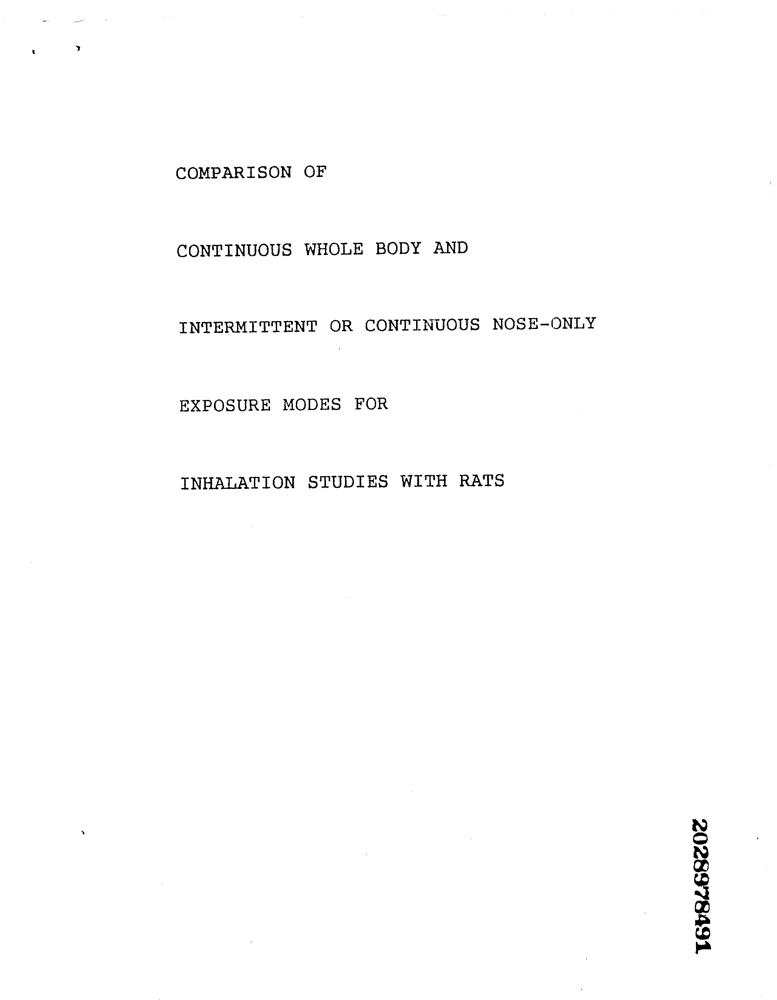 COMPARISON OF
CONTINUOUS WHOLE BODY AND
INTERMITTENT OR CONTINUOUS NOSE-ONLY
EXPOSURE MODES FOR
INHALATION STUDIES WITH RATS
2028978491